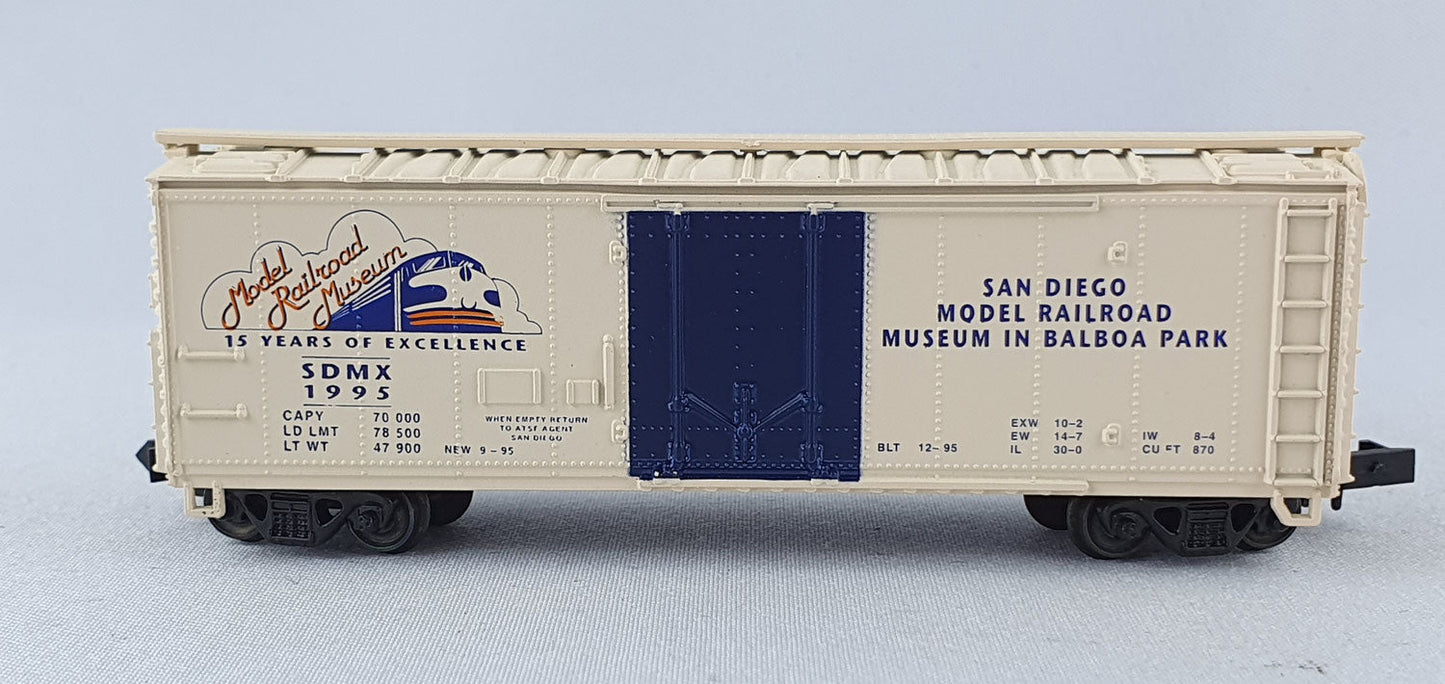 Model
Railroad
Museum
15 YEARS OF EXCELLENCE
SDMX
1995
CAPY 70 000
LD LMT 78 500
LT WT 47 900 NEW 9-95
WHEN EMPTY RETURN
TO ATSF AGENT
SAN DIEGO
SAN DIEGO
MODEL RAILROAD
MUSEUM IN BALBOA PARK
BLT 12-95
EXW 10-2
EW 14-7 IW 8-4
IL 30-0 CU FT 870